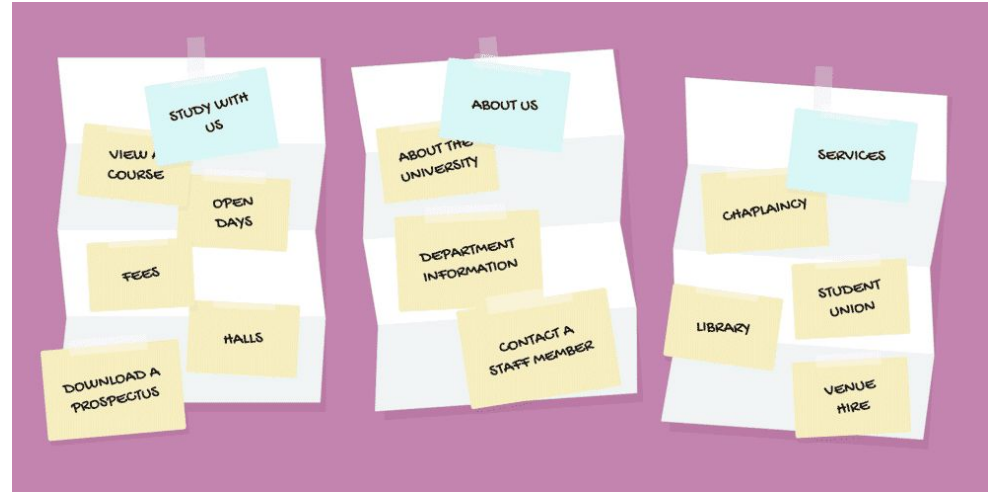 STUDY WITH
US
VIEW A
COURSE
OPEN
DAYS
FEES
HALLS
DOWNLOAD A
PROSPECTUS
ABOUT US
ABOUT THE
UNIVERSITY
DEPARTMENT
INFORMATION
CONTACT A
STAFF MEMBER
SERVICES
CHAPLAINCY
STUDENT
UNION
LIBRARY
VENUE
HIRE